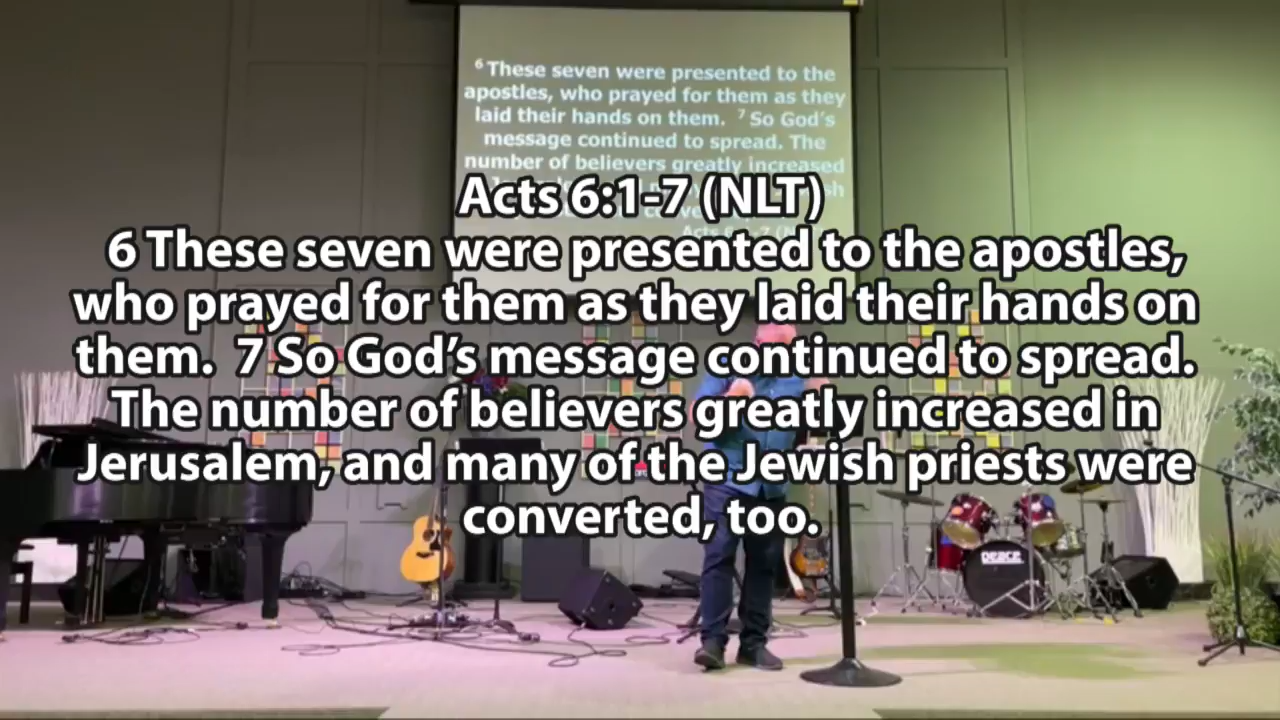 6 These seven were presented to the
apostles, who prayed for them as they
laid their hands on them. 7 So God's
message continued to spread. The
number of believers greatly increased
Acts 6:1-7 (NLT)
6 These seven were presented to the apostles,
who prayed for them as they laid their hands on
them. 7 So God’s message continued to spread.
The number of believers greatly increased in
Jerusalem, and many of the Jewish priests were
converted, too.
peace